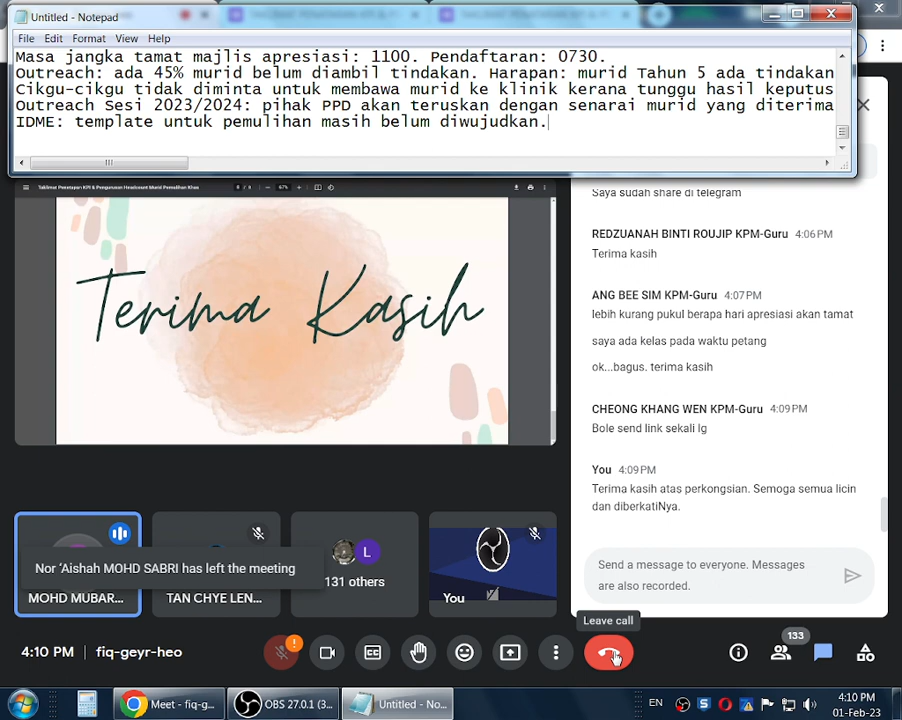 Untitled - Notepad
File Edit Format View Help
Masa jangka tamat majlis apresiasi: 1100. Pendaftaran: 0730.
Outreach: ada 45% murid belum diambil tindakan. Harapan: murid Tahun 5 ada tindakan
Cikgu-cikgu tidak diminta untuk membawa murid ke klinik kerana tunggu hasil keputus
Outreach Sesi 2023/2024: pihak PPD akan teruskan dengan senarai murid yang diterima
IDME: template untuk pemulihan masih belum diwujudkan.
Taklimat Penetapan KPI & Pengurusan Headcount Murid Pemulihan Khas
67%
Terima Kasih
Saya sudah share di telegram
REDZUANAH BINTI ROUJIP KPM-Guru 4:06 PM
Terima kasih
ANG BEE SIM KPM-Guru 4:07 PM
lebih kurang pukul berapa hari apresiasi akan tamat
saya ada kelas pada waktu petang
ok...bagus. terima kasih
CHEONG KHANG WEN KPM-Guru 4:09 PM
Bole send link sekali lg
You 4:09 PM
Terima kasih atas perkongsian. Semoga semua licin
dan diberkatiNya.
Send a message to everyone. Messages
are also recorded.
Nor ‘Aishah MOHD SABRI has left the meeting
L
131 others
MOHD MUBAR...
TAN CHYE LEN...
You
Leave call
4:10 PM | fiq-geyr-heo
133
Meet - fiq-g...
OBS 27.0.1 (3...
Untitled - No...
EN
4:10 PM
01-Feb-23